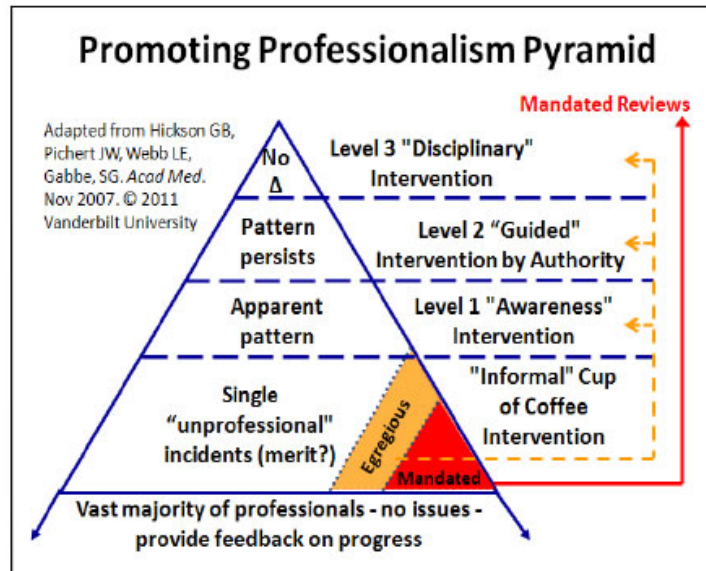 Promoting Professionalism Pyramid
Mandated Reviews
Adapted from Hickson GB,
Pichert JW, Webb LE,
Gabbe, SG. Acad Med.
Nov 2007. © 2011
Vanderbilt University
No
Δ
Level 3 "Disciplinary"
Intervention
Pattern
persists
Level 2 “Guided”
Intervention by Authority
Apparent
pattern
Level 1 "Awareness"
Intervention
Single
“unprofessional"
incidents (merit?)
Egregious
Mandated
"Informal" Cup
of Coffee
Intervention
Vast majority of professionals - no issues -
provide feedback on progress